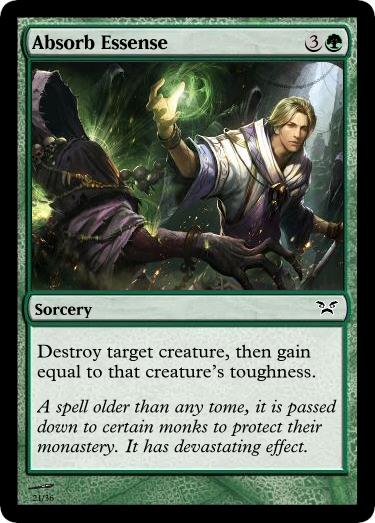 Absorb Essense 3
Sorcery
Destroy target creature, then gain
equal to that creature's toughness.
A spell older than any tome, it is passed
down to certain monks to protect their
monastery. It has devastating effect.
21/36